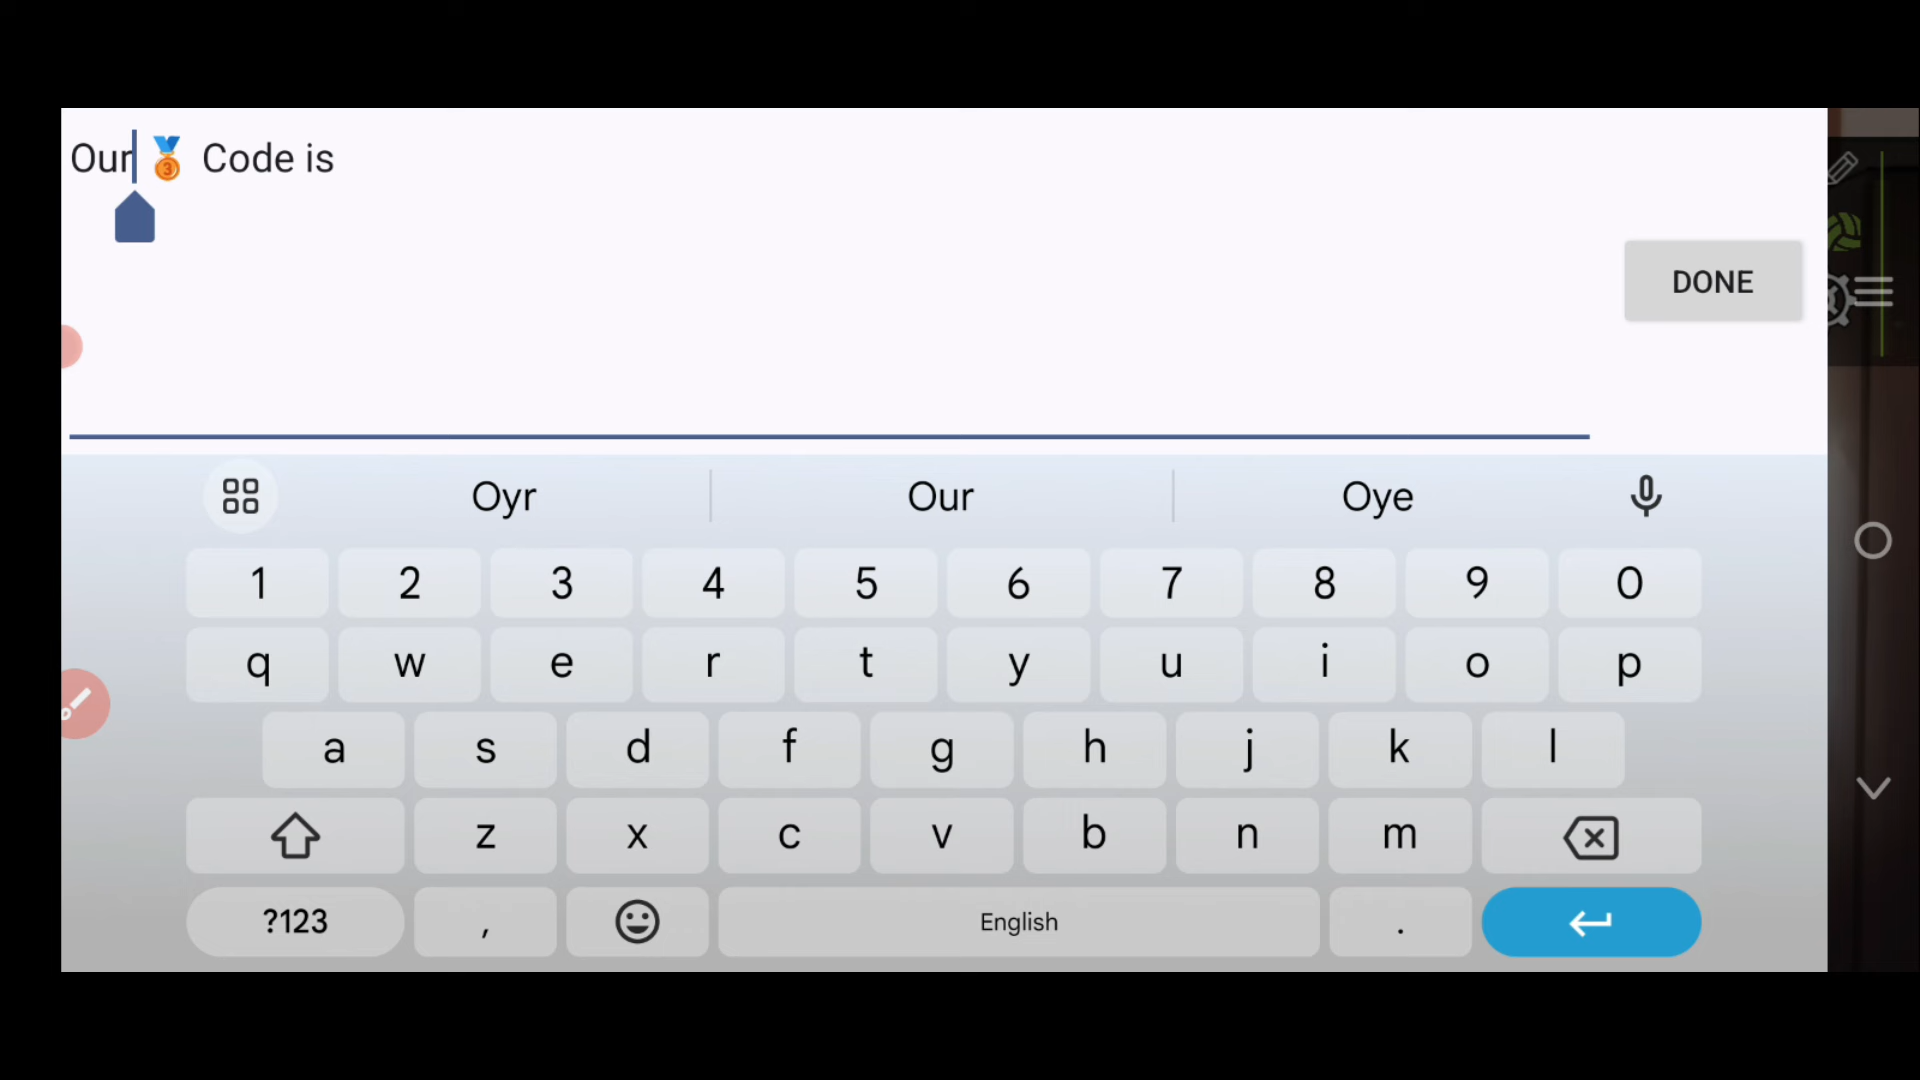 Our 🥉 Code is
DONE
Oyr Our Oye
1 2 3 4 5 6 7 8 9 0
q w e r t y u i o p
a s d f g h j k l
z x c v b n m
?123 , English .